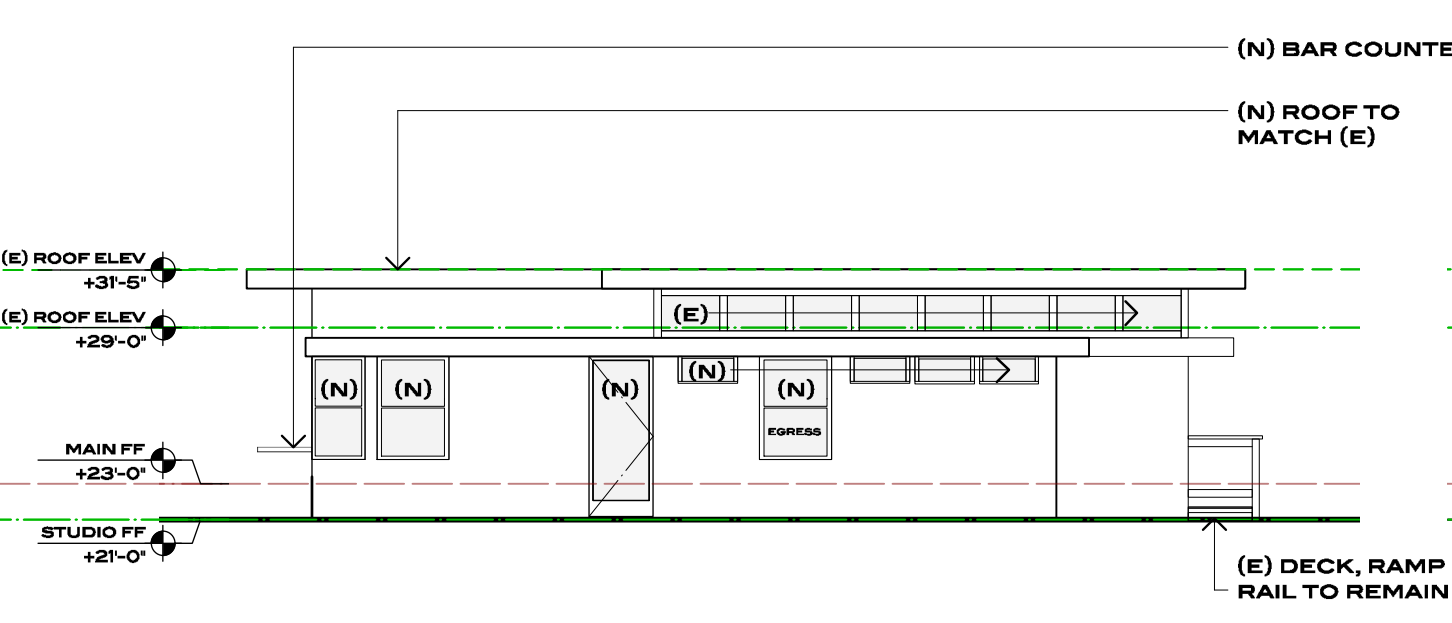 (N) BAR COUNTE
(N) ROOF TO
MATCH (E)
(E) ROOF ELEV
+31'-5"
(E) ROOF ELEV
+29'-0"
(E)
(N)
(N)
(N)
(N)
(N)
EGRESS
MAIN FF
+23'-0"
STUDIO FF
+21'-0"
(E) DECK, RAMP
RAIL TO REMAIN